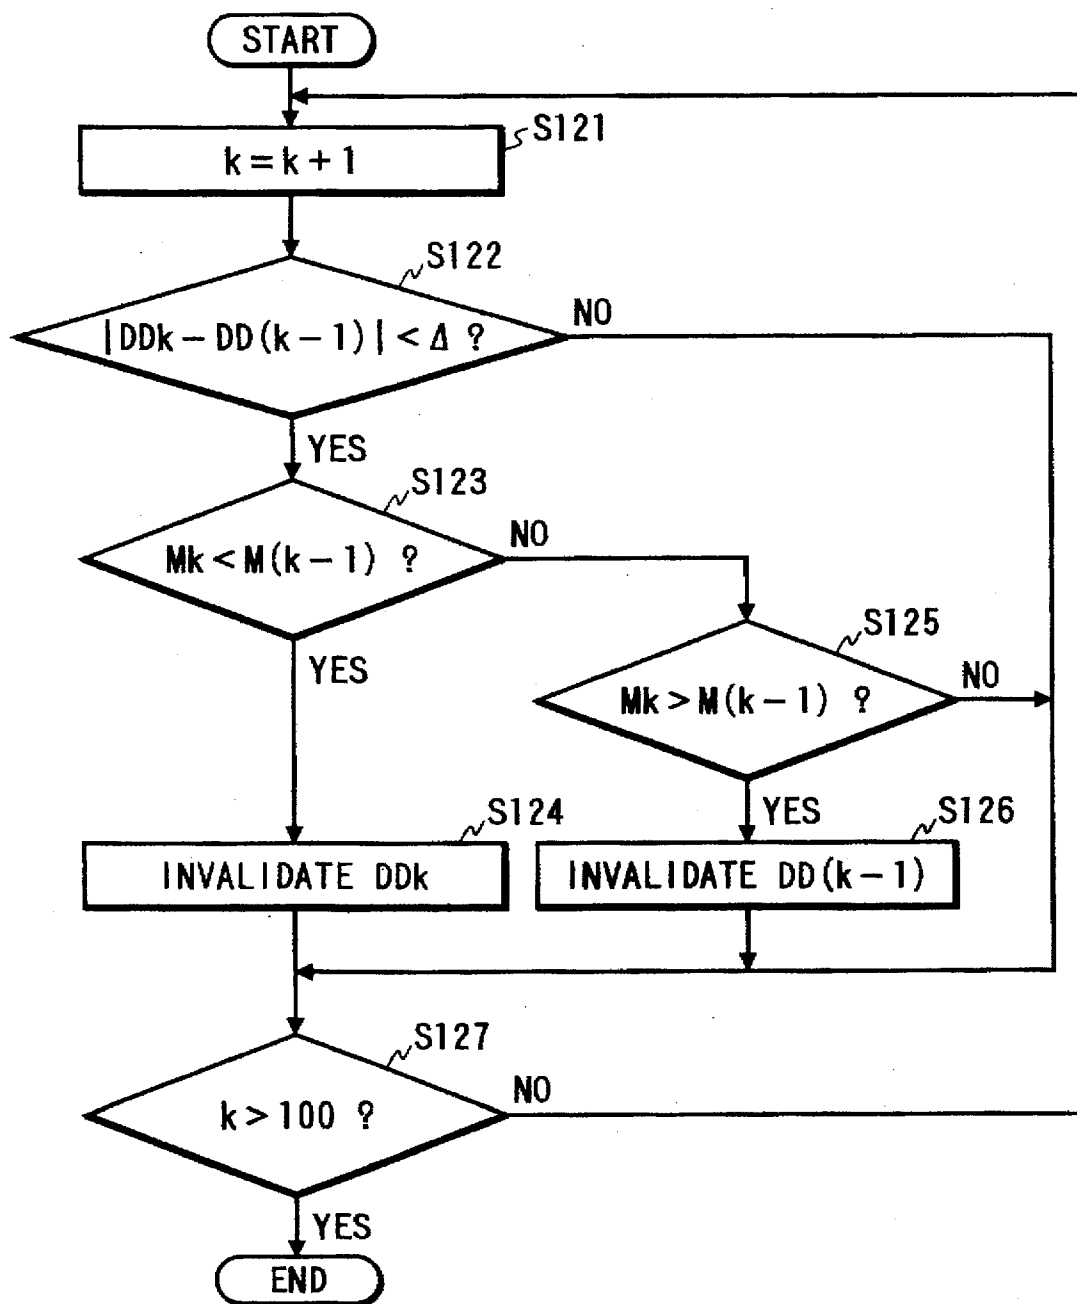 START
S121
k = k + 1
S122
|DDk − DD(k − 1)| < Δ ?
NO
YES
S123
Mk < M(k − 1) ?
NO
S125
YES
Mk > M(k − 1) ?
NO
S124
YES
S126
INVALIDATE DDk
INVALIDATE DD(k − 1)
S127
k > 100 ?
NO
YES
END